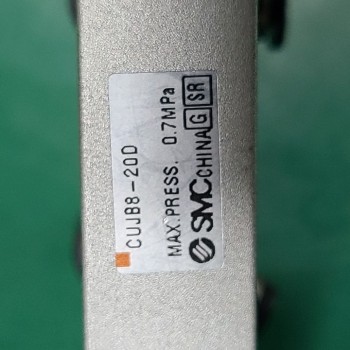 CUJB8-20D
MAX.PRESS. 0.7MPa
SMC CHINA G SR